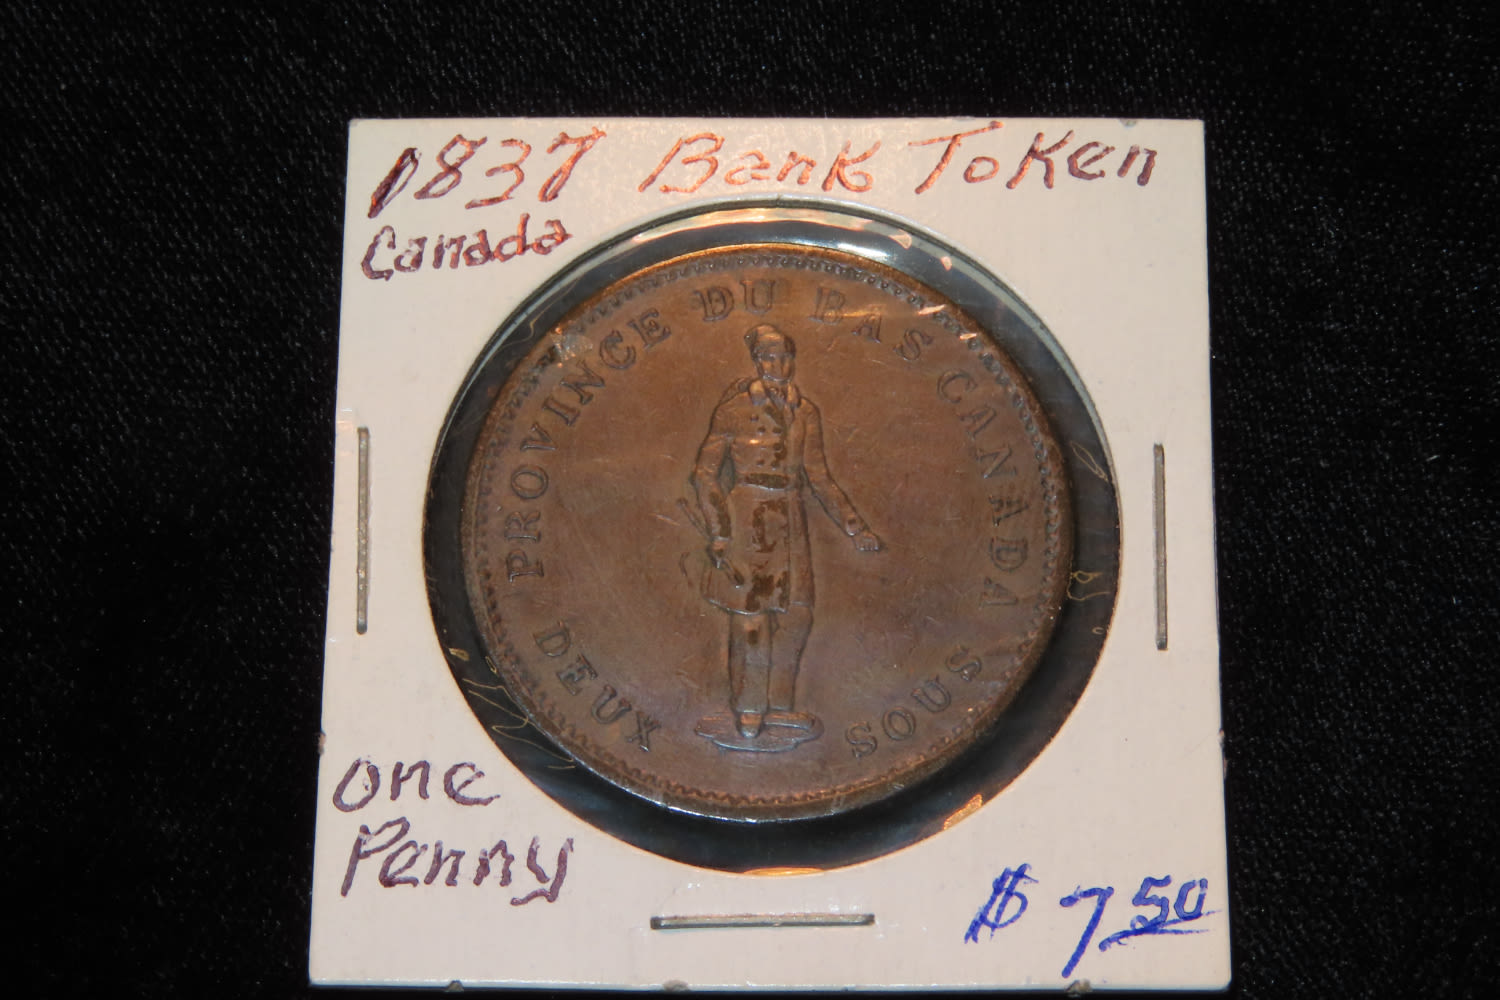 1837 Bank Token
Canada
PROVINCE DU BAS CANADA
DEUX SOUS
one
Penny
$ 7.50